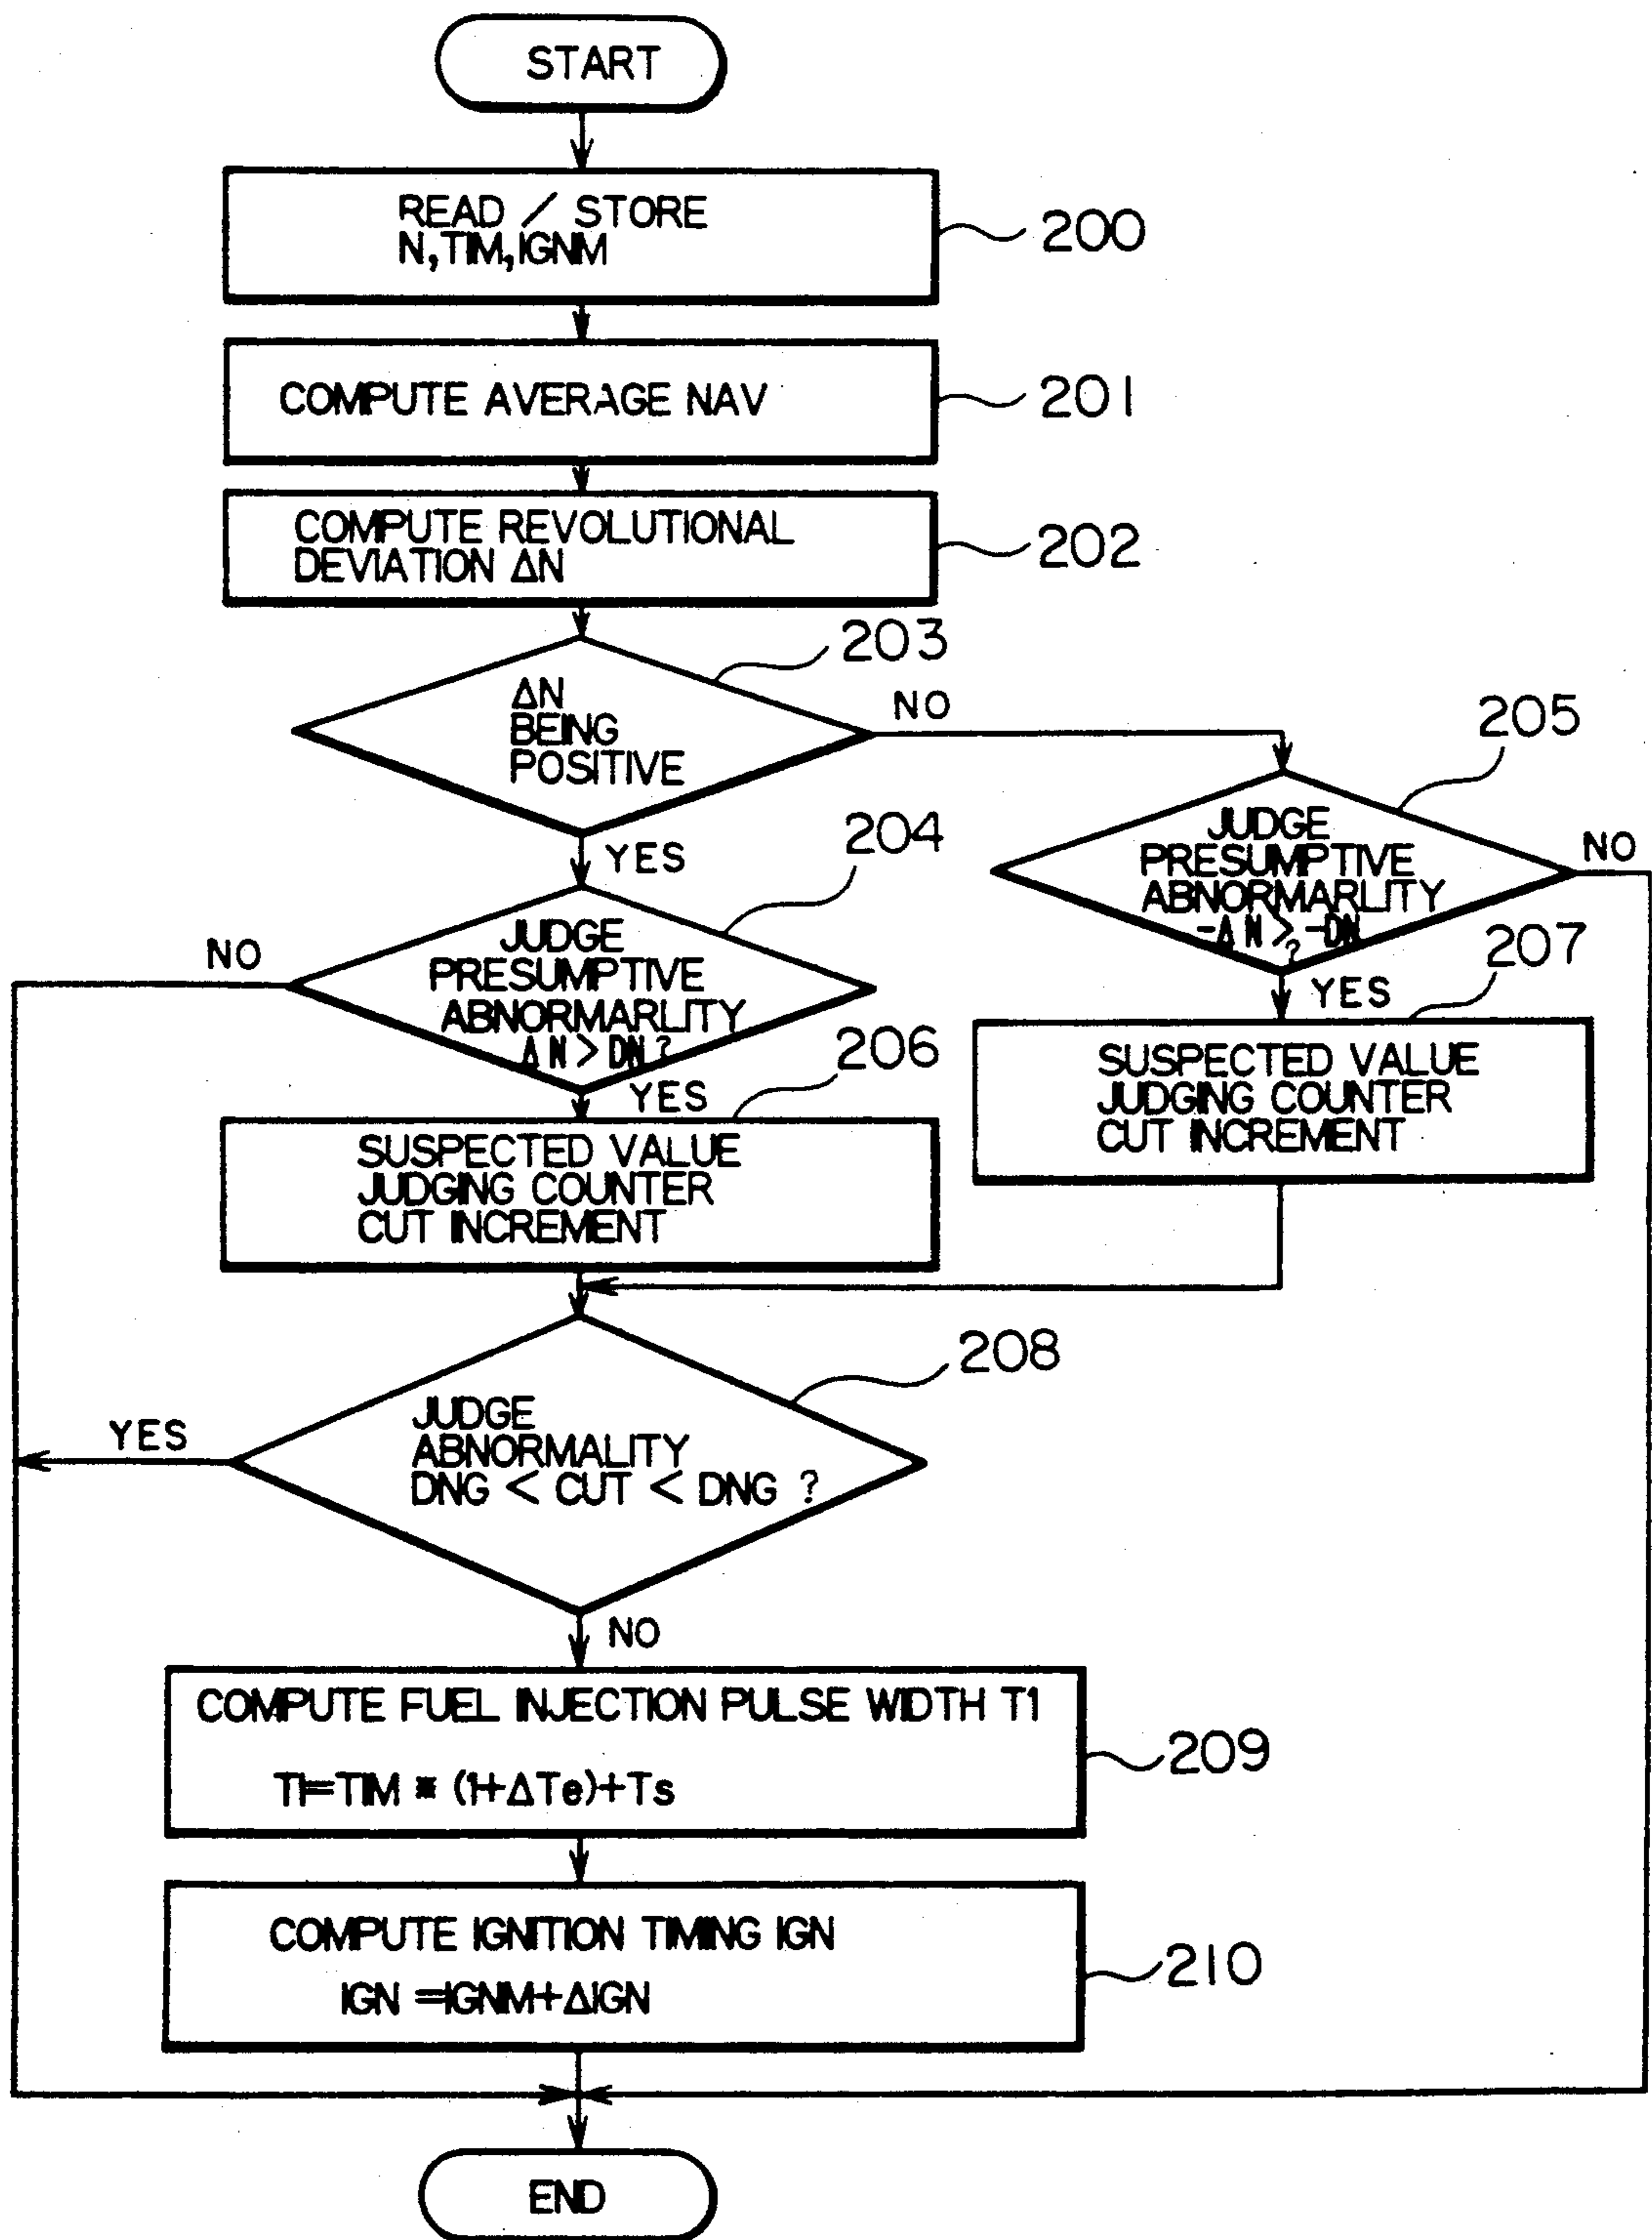 START
READ / STORE
N,TIM,IGNM
200
COMPUTE AVERAGE NAV
201
COMPUTE REVOLUTIONAL
DEVIATION ΔN
202
203
ΔN
BEING
POSITIVE
NO
YES
205
JUDGE
PRESUMPTIVE
ABNORMARLITY
-ΔN > -DN
?
NO
YES
204
JUDGE
PRESUMPTIVE
ABNORMARLITY
ΔN > DN ?
NO
YES
207
SUSPECTED VALUE
JUDGING COUNTER
CUT INCREMENT
206
SUSPECTED VALUE
JUDGING COUNTER
CUT INCREMENT
208
JUDGE
ABNORMALITY
DNG < CUT < DNG ?
YES
NO
COMPUTE FUEL INJECTION PULSE WIDTH T1
TI=TIM * (1+ΔTe)+Ts
209
COMPUTE IGNITION TIMING IGN
IGN =IGNM+ΔIGN
210
END